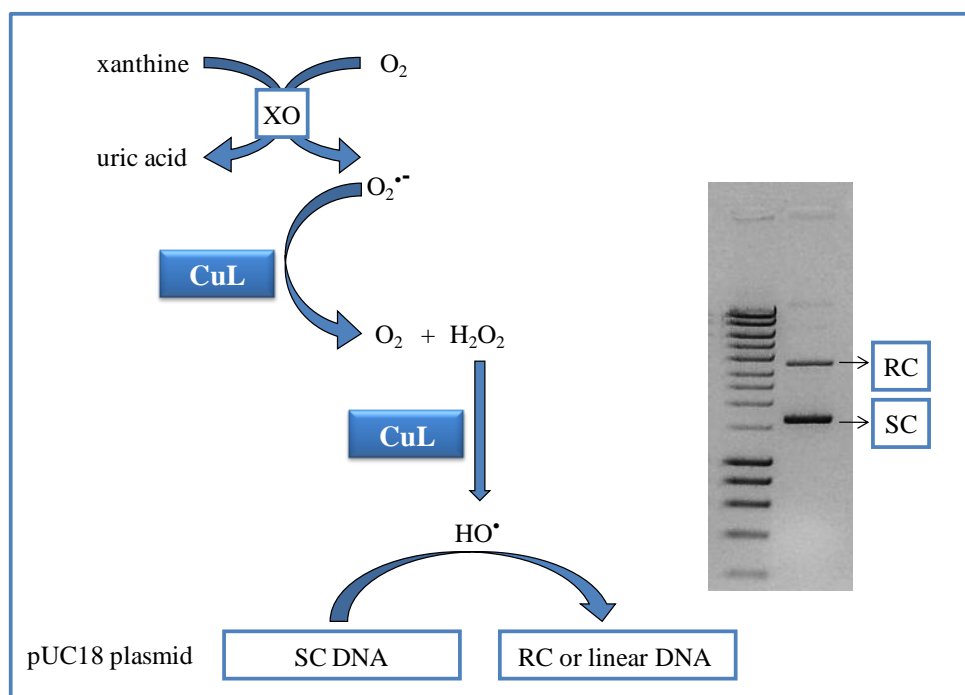 xanthine O₂
XO
uric acid
O₂•-
CuL
O₂ + H₂O₂
CuL
HO•
pUC18 plasmid SC DNA RC or linear DNA
RC
SC